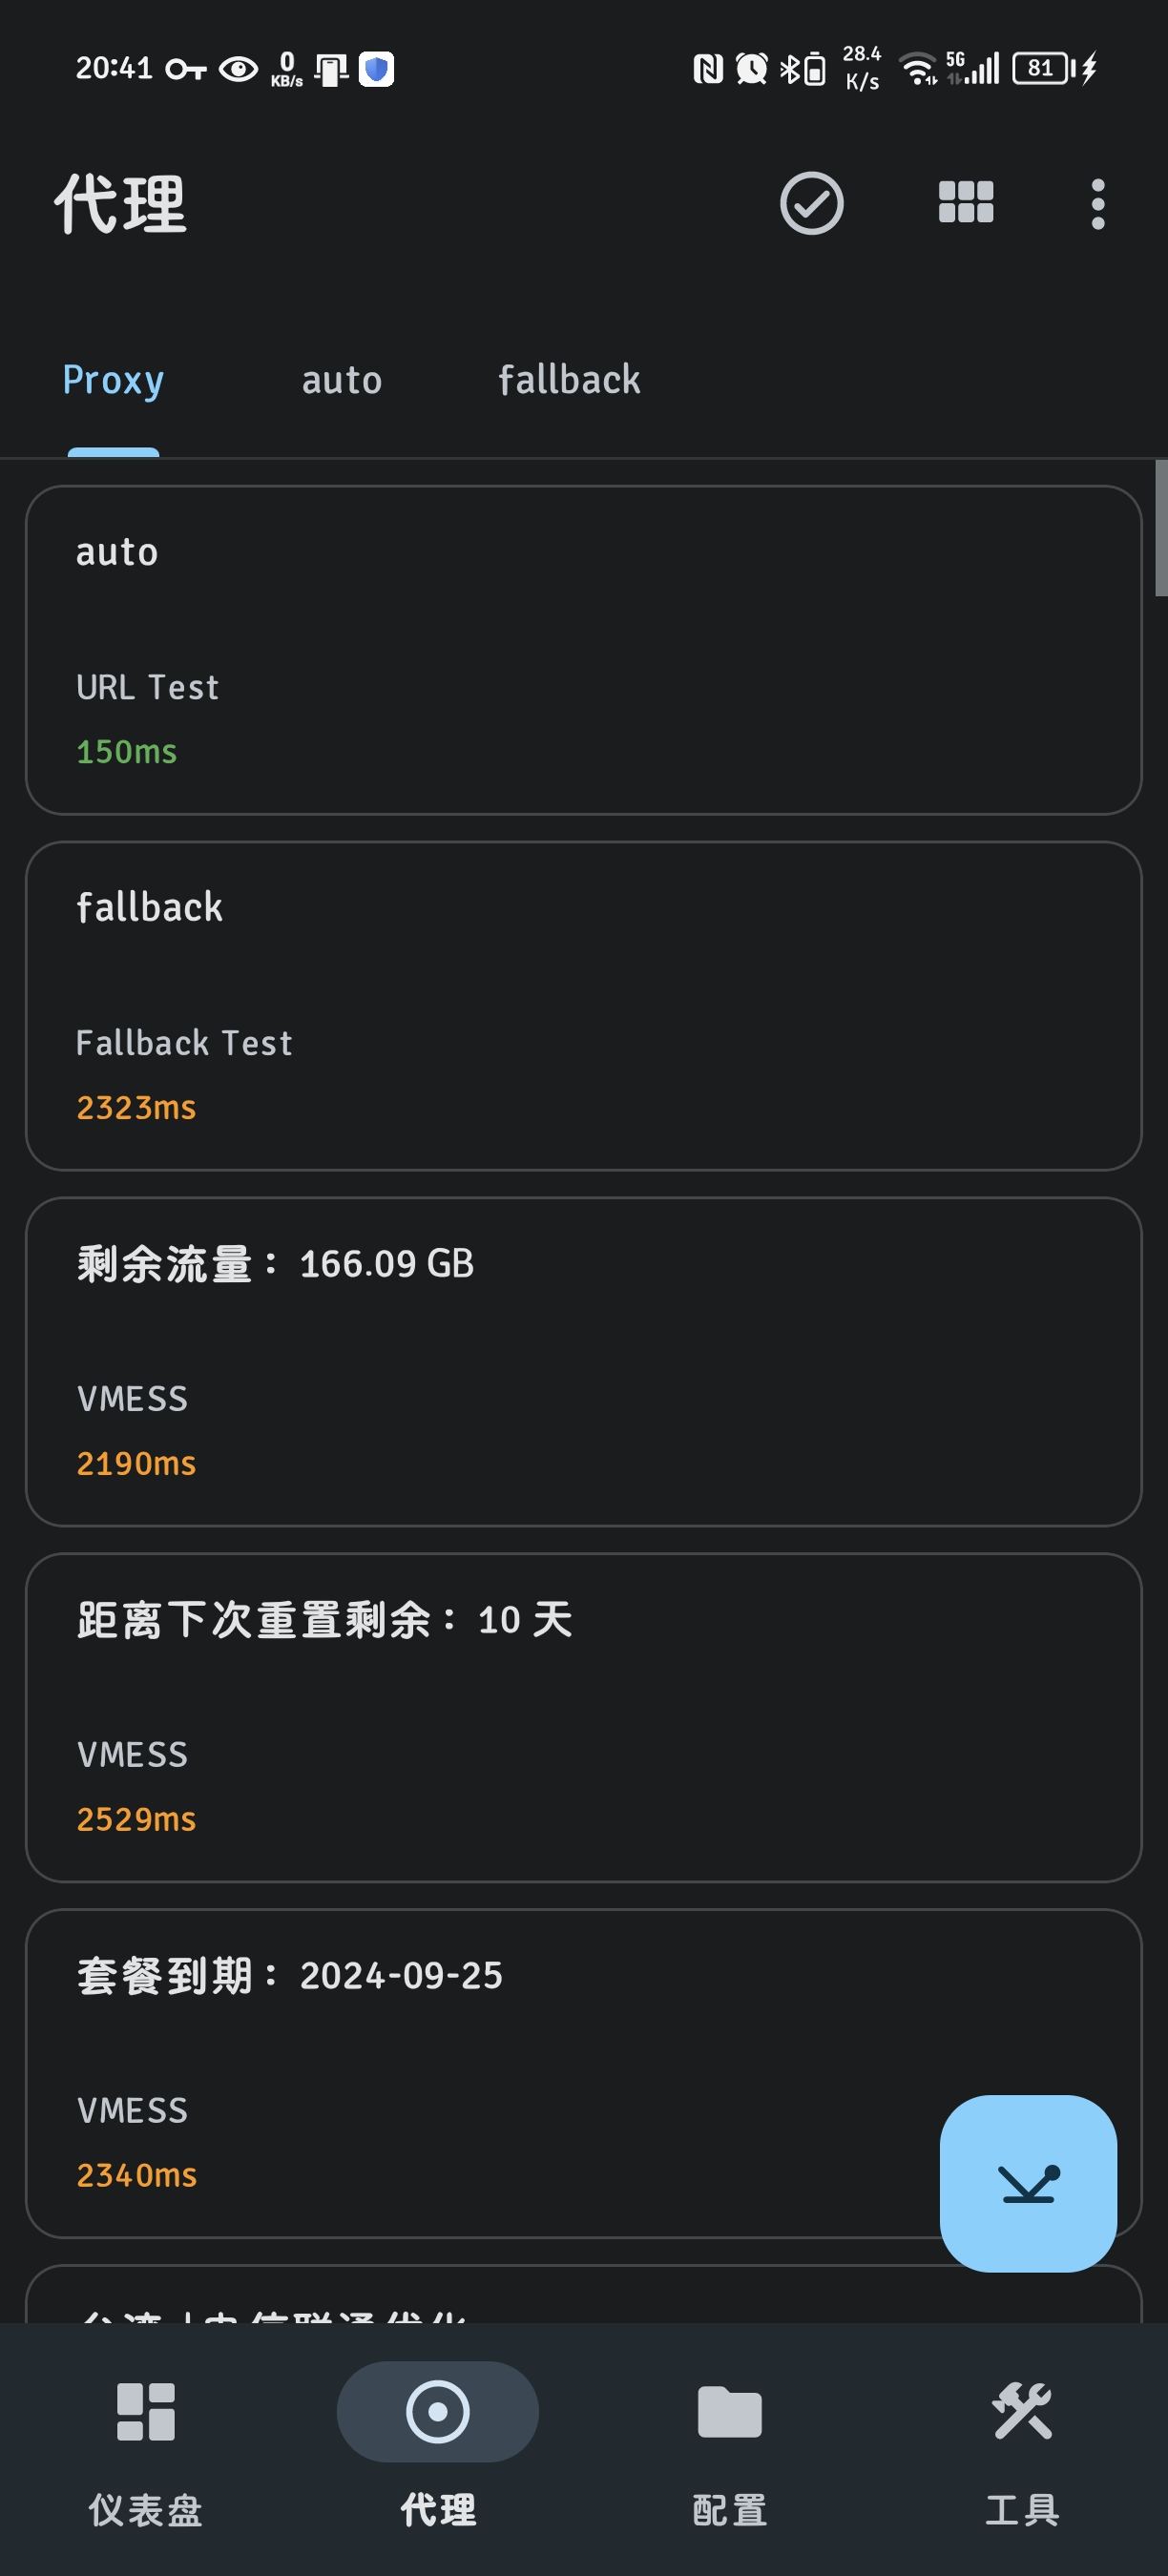 20:41
0
KB/s
28.4
K/s
5G
81
代理
Proxy
auto
fallback
auto
URL Test
150ms
fallback
Fallback Test
2323ms
剩余流量：166.09 GB
VMESS
2190ms
距离下次重置剩余：10 天
VMESS
2529ms
套餐到期：2024-09-25
VMESS
2340ms
仪表盘
代理
配置
工具